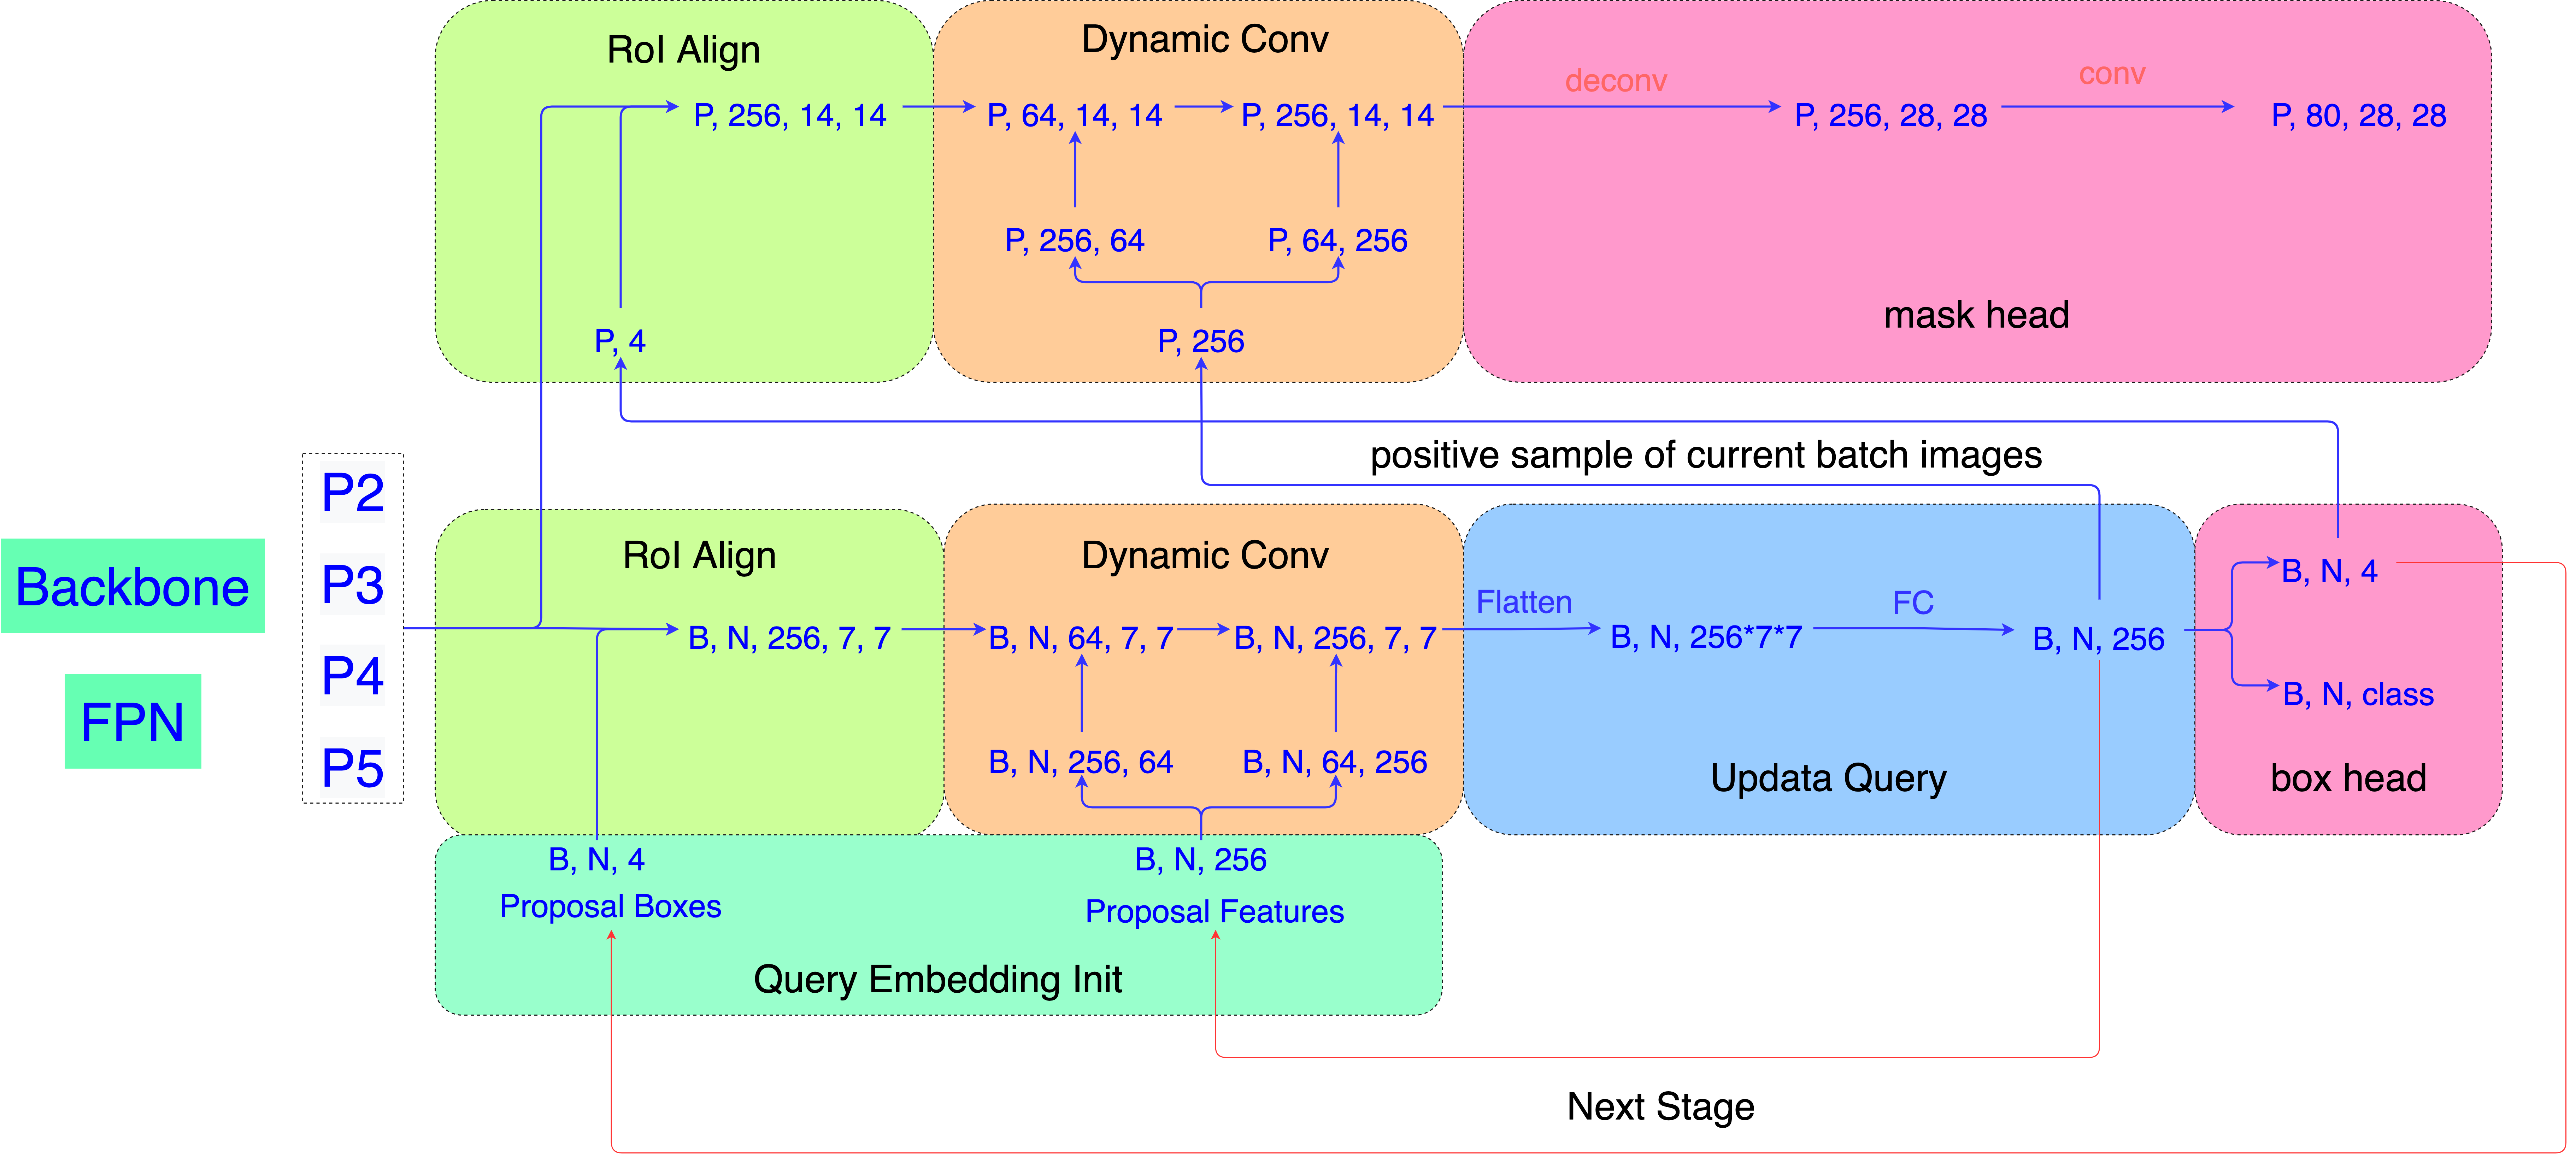 RoI Align
Dynamic Conv
deconv
conv
P, 256, 14, 14
P, 64, 14, 14
P, 256, 14, 14
P, 256, 28, 28
P, 80, 28, 28
P, 256, 64
P, 64, 256
mask head
P, 4
P, 256
positive sample of current batch images
Backbone
FPN
P2
P3
P4
P5
RoI Align
Dynamic Conv
Flatten
FC
B, N, 256, 7, 7
B, N, 64, 7, 7
B, N, 256, 7, 7
B, N, 256*7*7
B, N, 256
B, N, 4
B, N, class
B, N, 256, 64
B, N, 64, 256
Updata Query
box head
B, N, 4
Proposal Boxes
B, N, 256
Proposal Features
Query Embedding Init
Next Stage